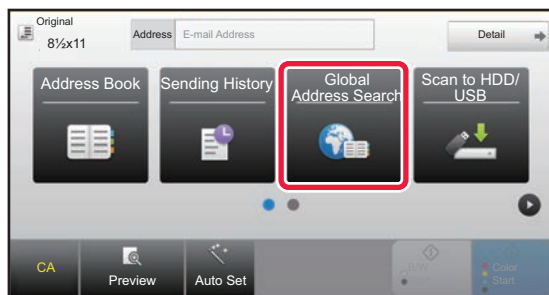 Original
8½x11
Address
E-mail Address
Detail
Address Book
Sending History
Global
Address Search
Scan to HDD/
USB
CA
Preview
Auto Set
B/W
Start
Color
Start